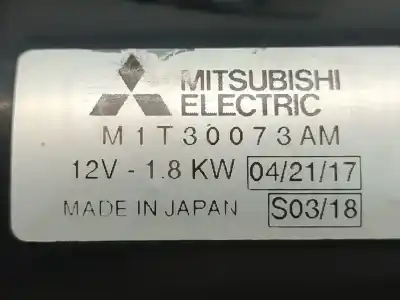 MITSUBISHI
ELECTRIC
M1T30073AM
12V - 1.8 KW 04/21/17
MADE IN JAPAN S03/18